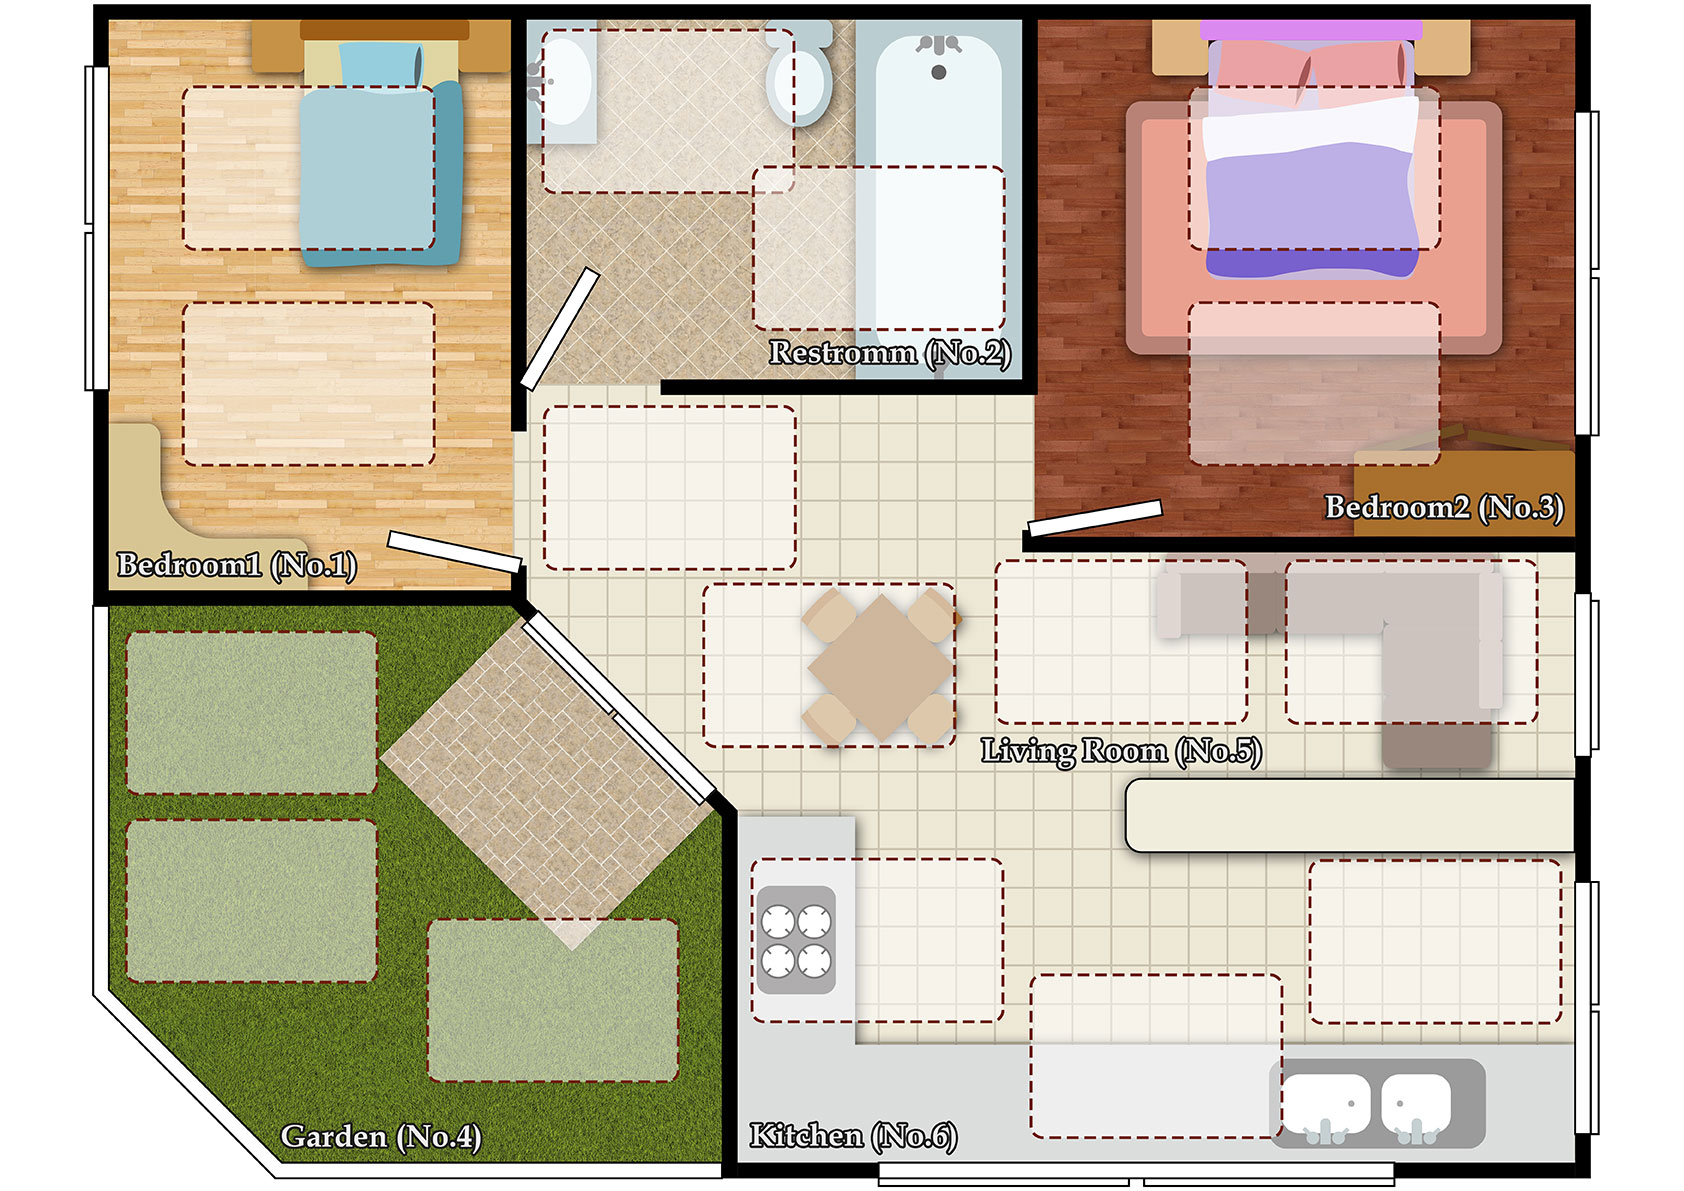 Restromm (No.2)
Bedroom2 (No.3)
Bedroom1 (No.1)
Living Room (No.5)
Garden (No.4)
Kitchen (No.6)